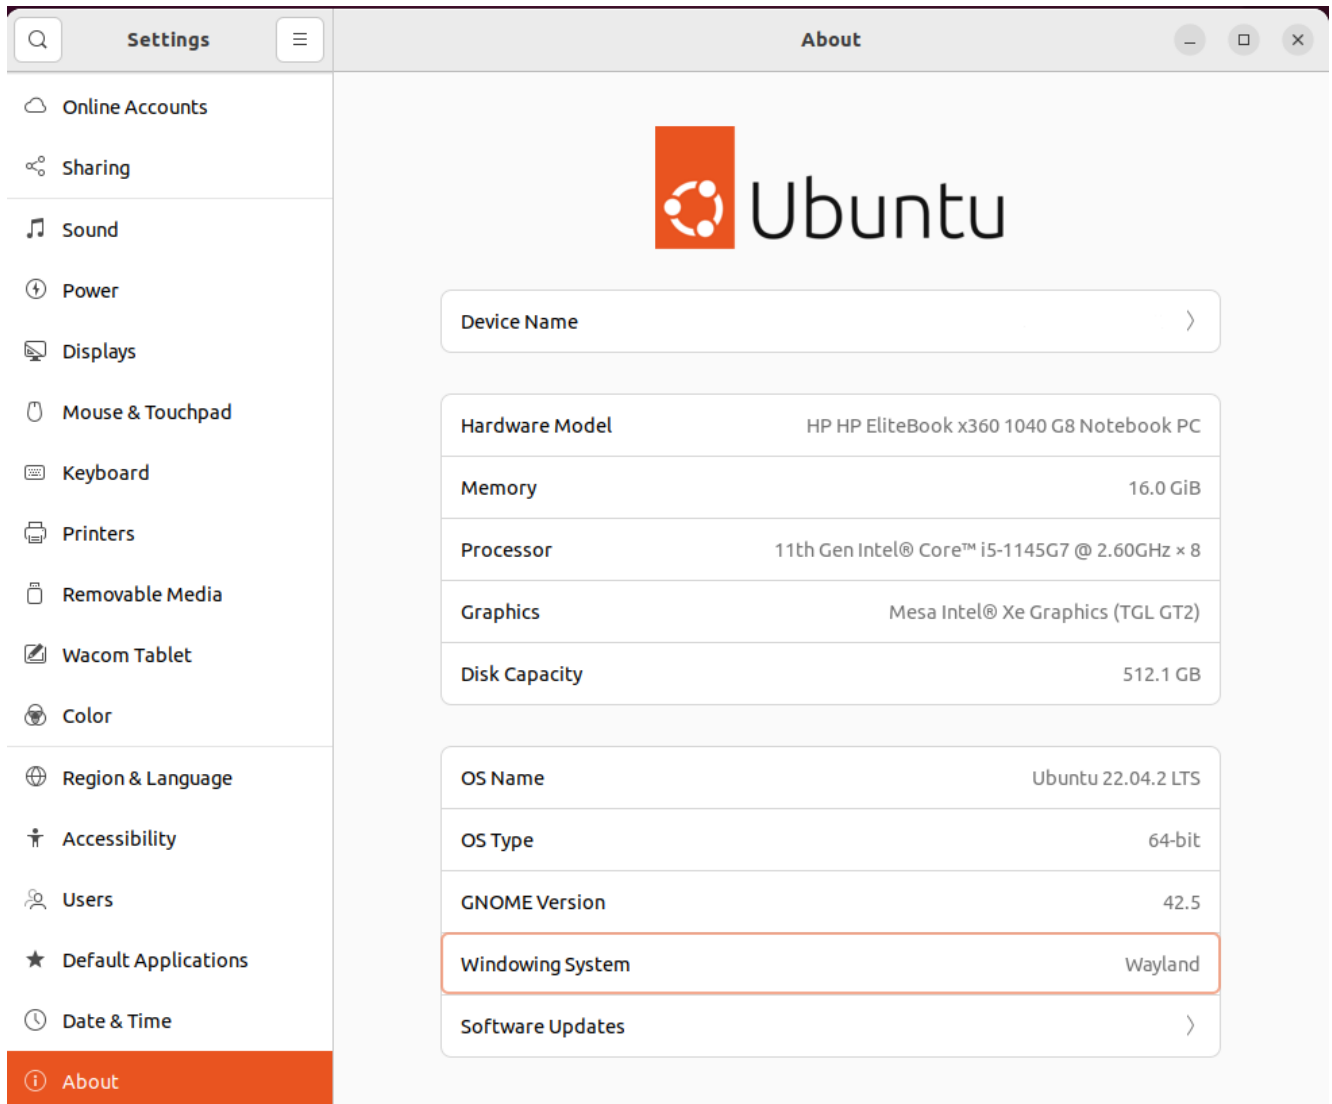 Settings
About
Online Accounts
Sharing
Sound
Power
Displays
Mouse & Touchpad
Keyboard
Printers
Removable Media
Wacom Tablet
Color
Region & Language
Accessibility
Users
Default Applications
Date & Time
About
Ubuntu
Device Name
Hardware Model HP HP EliteBook x360 1040 G8 Notebook PC
Memory 16.0 GiB
Processor 11th Gen Intel® Core™ i5-1145G7 @ 2.60GHz × 8
Graphics Mesa Intel® Xe Graphics (TGL GT2)
Disk Capacity 512.1 GB
OS Name Ubuntu 22.04.2 LTS
OS Type 64-bit
GNOME Version 42.5
Windowing System Wayland
Software Updates